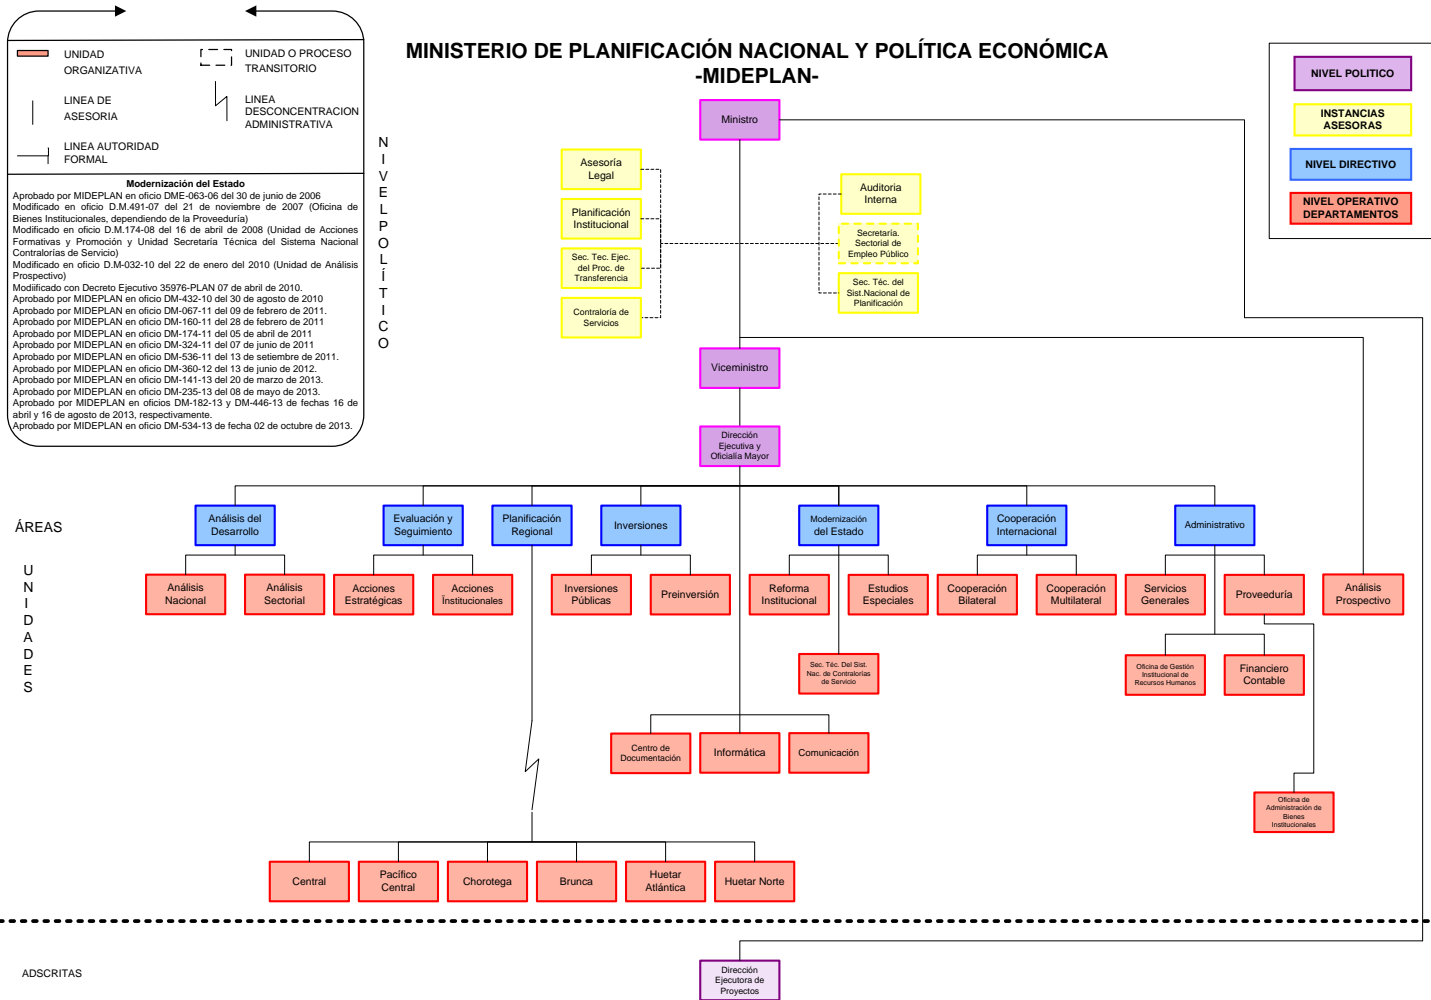 UNIDAD
ORGANIZATIVA
UNIDAD O PROCESO
TRANSITORIO
LINEA DE
ASESORIA
LINEA
DESCONCENTRACION
ADMINISTRATIVA
LINEA AUTORIDAD
FORMAL
Modernización del Estado
Aprobado por MIDEPLAN en oficio DME-063-06 del 30 de junio de 2006
Modificado en oficio D.M.491-07 del 21 de noviembre de 2007 (Oficina de
Bienes Institucionales, dependiendo de la Proveeduría)
Modificado en oficio D.M.174-08 del 16 de abril de 2008 (Unidad de Acciones
Formativas y Promoción y Unidad Secretaría Técnica del Sistema Nacional
Contralorías de Servicio)
Modificado en oficio D.M-032-10 del 22 de enero del 2010 (Unidad de Análisis
Prospectivo)
Modiificado con Decreto Ejecutivo 35976-PLAN 07 de abril de 2010.
Aprobado por MIDEPLAN en oficio DM-432-10 del 30 de agosto de 2010
Aprobado por MIDEPLAN en oficio DM-067-11 del 09 de febrero de 2011.
Aprobado por MIDEPLAN en oficio DM-160-11 del 28 de febrero de 2011
Aprobado por MIDEPLAN en oficio DM-174-11 del 05 de abril de 2011
Aprobado por MIDEPLAN en oficio DM-324-11 del 07 de junio de 2011
Aprobado por MIDEPLAN en oficio DM-536-11 del 13 de setiembre de 2011.
Aprobado por MIDEPLAN en oficio DM-360-12 del 13 de junio de 2012.
Aprobado por MIDEPLAN en oficio DM-141-13 del 20 de marzo de 2013.
Aprobado por MIDEPLAN en oficio DM-235-13 del 08 de mayo de 2013.
Aprobado por MIDEPLAN en oficios DM-182-13 y DM-446-13 de fechas 16 de
abril y 16 de agosto de 2013, respectivamente.
Aprobado por MIDEPLAN en oficio DM-534-13 de fecha 02 de octubre de 2013.
MINISTERIO DE PLANIFICACIÓN NACIONAL Y POLÍTICA ECONÓMICA
-MIDEPLAN-
NIVEL POLITICO
INSTANCIAS
ASESORAS
NIVEL DIRECTIVO
NIVEL OPERATIVO
DEPARTAMENTOS
NIVEL POLÍTICO
Ministro
Asesoría
Legal
Planificación
Institucional
Sec. Tec. Ejec.
del Proc. de
Transferencia
Contraloría de
Servicios
Auditoria
Interna
Secretaría.
Sectorial de
Empleo Público
Sec. Téc. del
Sist.Nacional de
Planificación
Viceministro
Dirección
Ejecutiva y
Oficialía Mayor
ÁREAS
Análisis del
Desarrollo
Evaluación y
Seguimiento
Planificación
Regional
Inversiones
Modernización
del Estado
Cooperación
Internacional
Administrativo
UNIDADES
Análisis
Nacional
Análisis
Sectorial
Acciones
Estratégicas
Acciones
Institucionales
Inversiones
Públicas
Preinversión
Reforma
Institucional
Estudios
Especiales
Cooperación
Bilateral
Cooperación
Multilateral
Servicios
Generales
Proveeduría
Análisis
Prospectivo
Sec. Téc. Del Sist.
Nac. de Contralorías
de Servicio
Oficina de Gestión
Institucional de
Recursos Humanos
Financiero
Contable
Centro de
Documentación
Informática
Comunicación
Oficina de
Administración de
Bienes
Institucionales
Central
Pacífico
Central
Chorotega
Brunca
Huetar
Atlántica
Huetar Norte
ADSCRITAS
Dirección
Ejecutora de
Proyectos